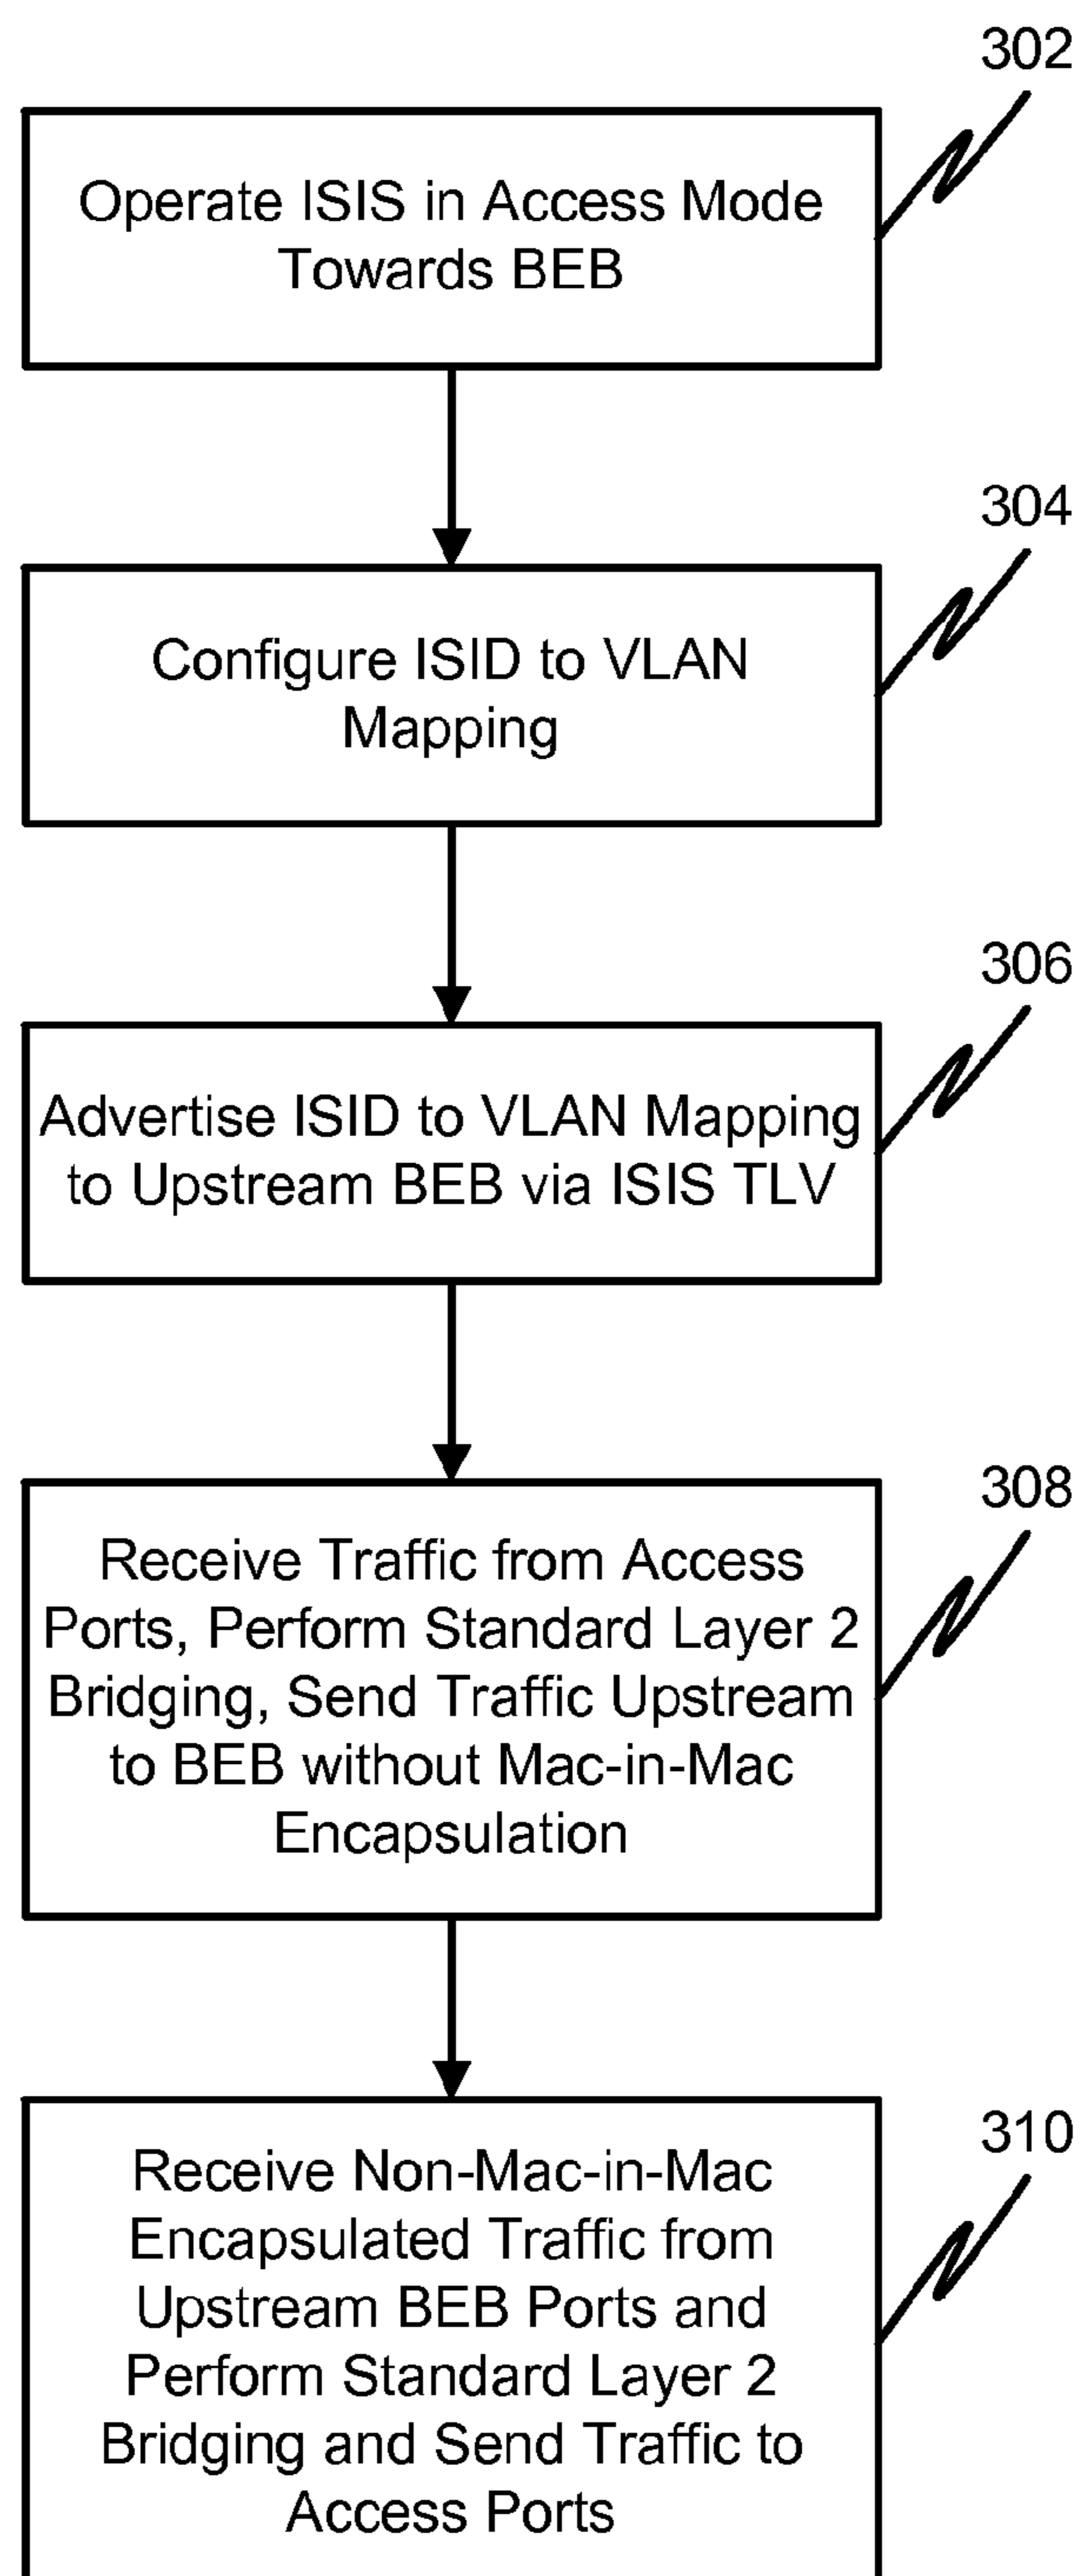 302
Operate ISIS in Access Mode
Towards BEB
304
Configure ISID to VLAN
Mapping
306
Advertise ISID to VLAN Mapping
to Upstream BEB via ISIS TLV
308
Receive Traffic from Access
Ports, Perform Standard Layer 2
Bridging, Send Traffic Upstream
to BEB without Mac-in-Mac
Encapsulation
310
Receive Non-Mac-in-Mac
Encapsulated Traffic from
Upstream BEB Ports and
Perform Standard Layer 2
Bridging and Send Traffic to
Access Ports